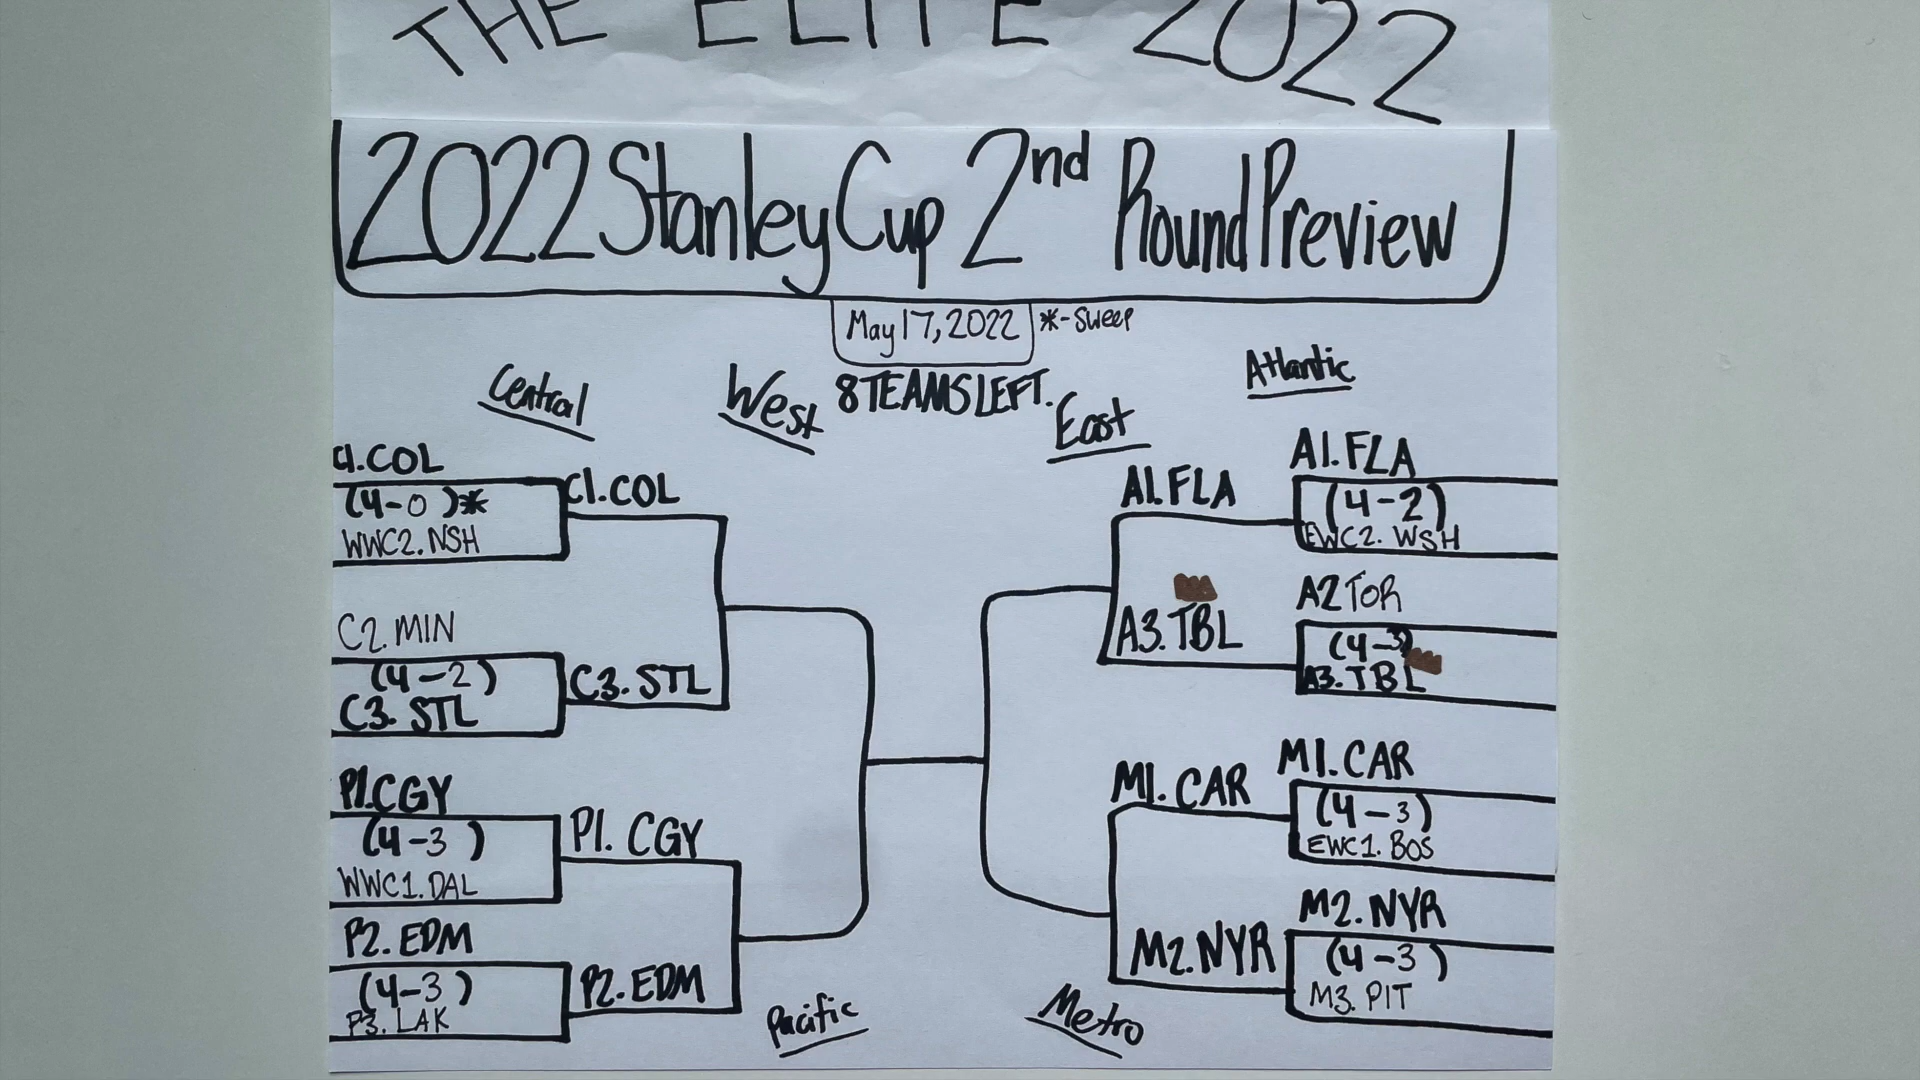 THE ELITE 2022
2022 Stanley Cup 2nd Round Preview
May 17, 2022
*-Sweep
8 TEAMS LEFT.
Central
West
East
Atlantic
C1.COL
(4-0)*
WWC2.NSH
C2.MIN
(4-2)
C3.STL
P1.CGY
(4-3)
WWC1.DAL
P2.EDM
(4-3)
P3.LAK
C1.COL
C3.STL
P1.CGY
P2.EDM
A1.FLA
A3.TBL
M1.CAR
M2.NYR
A1.FLA
(4-2)
EWC2.WSH
A2 TOR
(4-3)
A3.TBL
M1.CAR
(4-3)
EWC1.BOS
M2.NYR
(4-3)
M3.PIT
Pacific
Metro